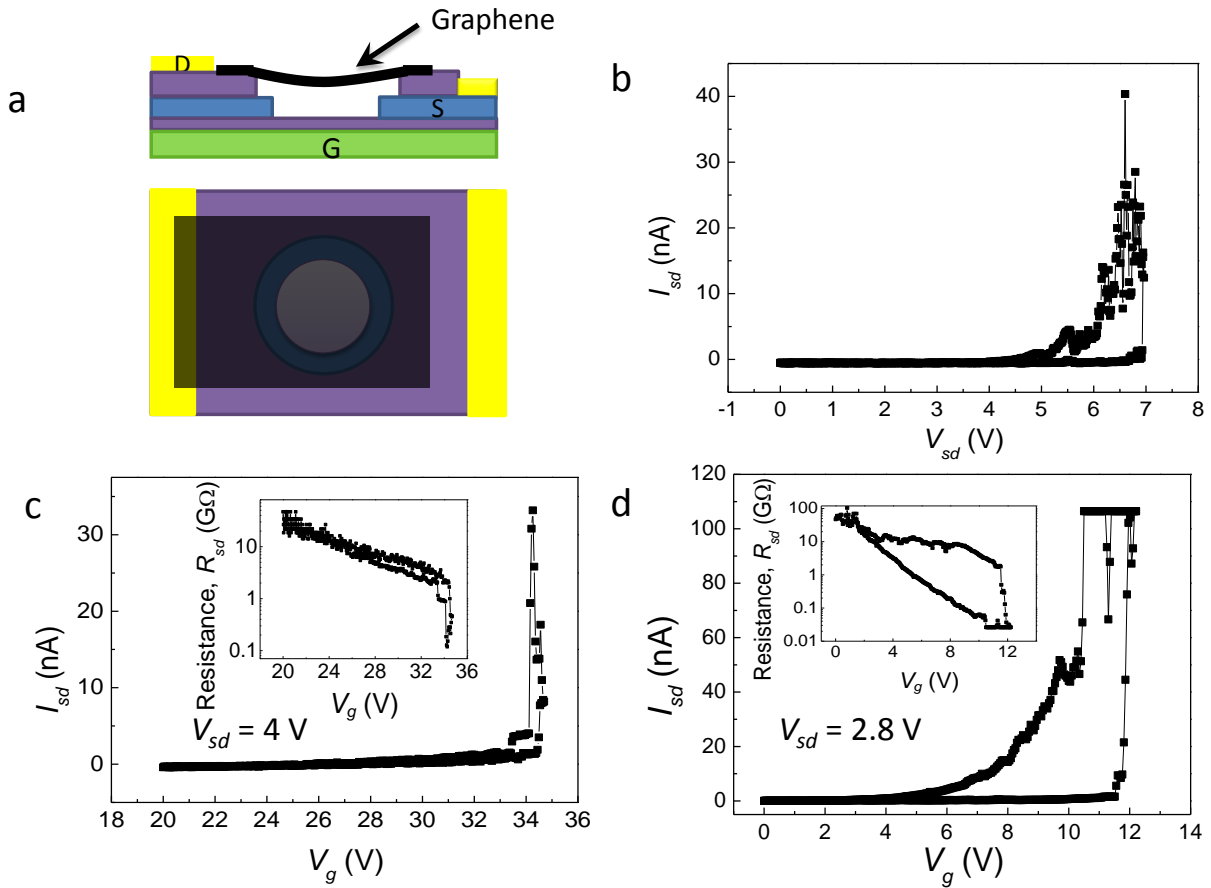 Graphene
a
D
S
G
b
I_sd (nA)
40
30
20
10
0
-1 0 1 2 3 4 5 6 7 8
V_sd (V)
c
I_sd (nA)
30
20
10
0
18 20 22 24 26 28 30 32 34 36
V_g (V)
V_sd = 4 V
Resistance, R_sd (GΩ)
10
1
0.1
20 24 28 32 36
V_g (V)
d
I_sd (nA)
120
100
80
60
40
20
0
0 2 4 6 8 10 12 14
V_g (V)
V_sd = 2.8 V
Resistance, R_sd (GΩ)
100
10
1
0.1
0.01
0 4 8 12
V_g (V)